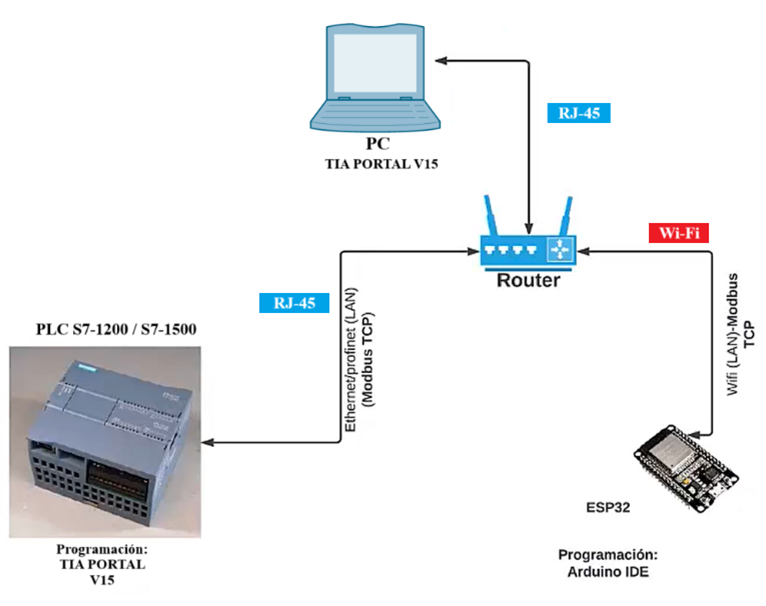 PC
TIA PORTAL V15
RJ-45
Wi-Fi
Router
RJ-45
PLC S7-1200 / S7-1500
Ethernet/profinet (LAN)
(Modbus TCP)
Wifi (LAN)-Modbus
TCP
ESP32
Programación:
TIA PORTAL
V15
Programación:
Arduino IDE